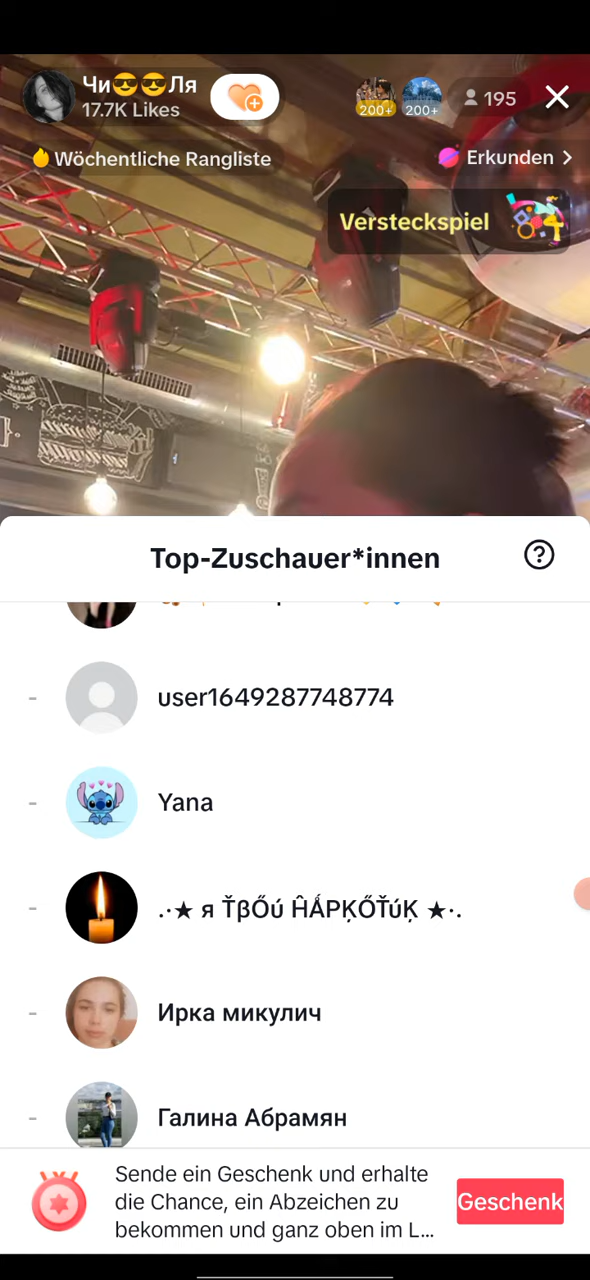 Чи😎😎Ля
17.7K Likes
200+
200+
195
Wöchentliche Rangliste
Erkunden
Versteckspiel
Top-Zuschauer*innen
-
user1649287748774
-
Yana
-
.·★ я ŤβŐú ĤǺPĶŐŤúĶ ★·.
-
Ирка микулич
-
Галина Абрамян
Sende ein Geschenk und erhalte
die Chance, ein Abzeichen zu
bekommen und ganz oben im L...
Geschenk